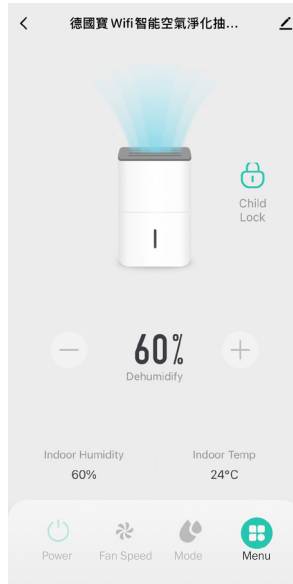 德國寶 Wifi智能空氣淨化抽...
Child
Lock
60%
Dehumidify
Indoor Humidity
Indoor Temp
60%
24°C
Power
Fan Speed
Mode
Menu